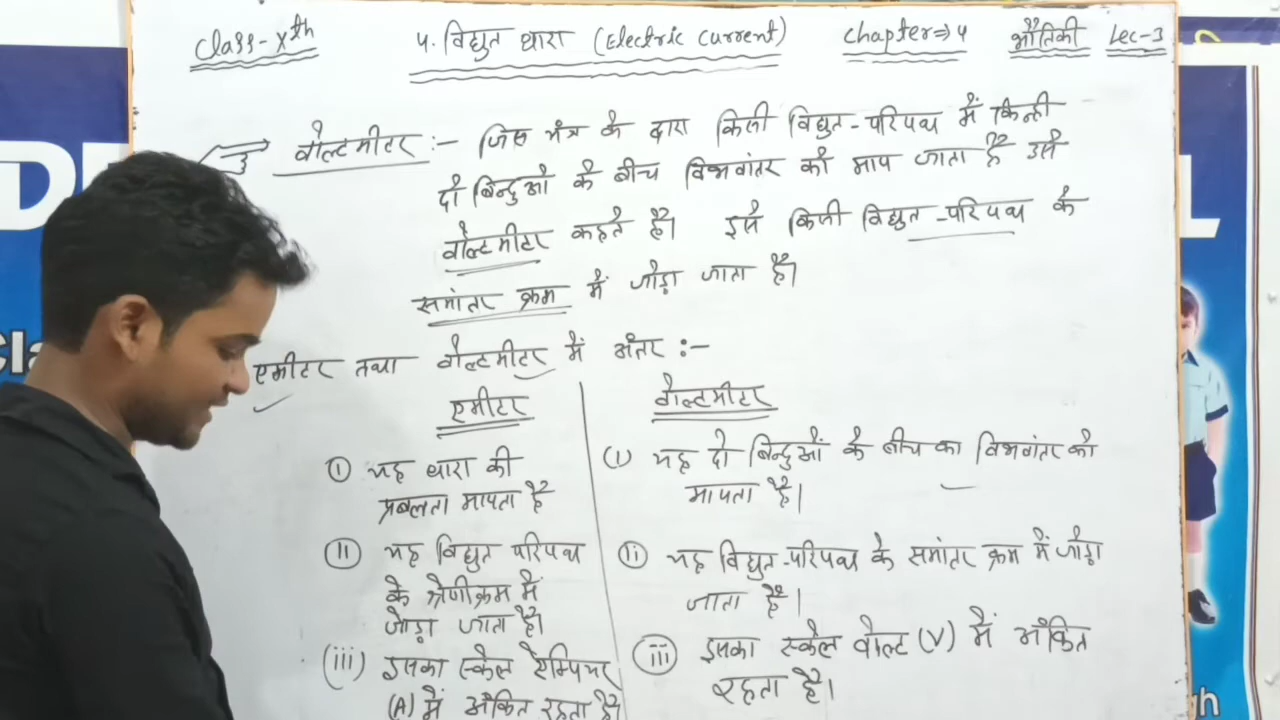 Class-Xth
4. विद्युत धारा (Electric Current)
Chapter⇒4
भौतिकी
Lec-3
वोल्टमीटर :- जिस यंत्र के द्वारा किसी विद्युत-परिपथ में किन्ही
दो बिन्दुओं के बीच विभवांतर को मापा जाता है उसे
वोल्टमीटर कहते है। इसे किसी विद्युत-परिपथ के
समांतर क्रम में जोड़ा जाता है।
एमीटर तथा वोल्टमीटर में अंतर :-
एमीटर
(i) यह धारा की
प्रबलता मापता है
(ii) यह विद्युत परिपथ
के श्रेणीक्रम में
जोड़ा जाता है।
(iii) इसका स्केल ऐम्पियर
(A) में अंकित रहता है।
वोल्टमीटर
(i) यह दो बिन्दुओं के बीच का विभवांतर को
मापता है।
(ii) यह विद्युत-परिपथ के समांतर क्रम में जोड़ा
जाता है।
(iii) इसका स्केल वोल्ट (V) में अंकित
रहता है।